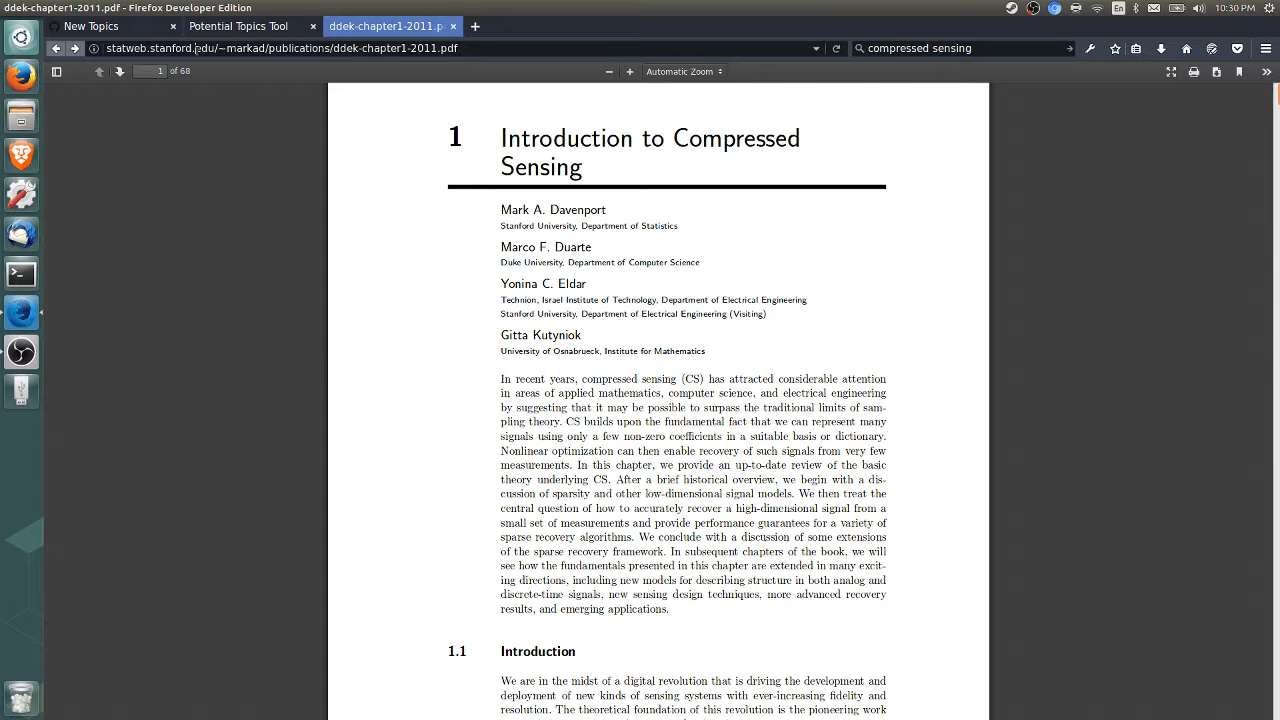 ddek-chapter1-2011.pdf - Firefox Developer Edition
10:30 PM
New Topics
Potential Topics Tool
ddek-chapter1-2011.p
statweb.stanford.edu/~markad/publications/ddek-chapter1-2011.pdf
compressed sensing
1 of 68
Automatic Zoom
1 Introduction to Compressed
Sensing
Mark A. Davenport
Stanford University, Department of Statistics
Marco F. Duarte
Duke University, Department of Computer Science
Yonina C. Eldar
Technion, Israel Institute of Technology, Department of Electrical Engineering
Stanford University, Department of Electrical Engineering (Visiting)
Gitta Kutyniok
University of Osnabrueck, Institute for Mathematics
In recent years, compressed sensing (CS) has attracted considerable attention
in areas of applied mathematics, computer science, and electrical engineering
by suggesting that it may be possible to surpass the traditional limits of sam-
pling theory. CS builds upon the fundamental fact that we can represent many
signals using only a few non-zero coefficients in a suitable basis or dictionary.
Nonlinear optimization can then enable recovery of such signals from very few
measurements. In this chapter, we provide an up-to-date review of the basic
theory underlying CS. After a brief historical overview, we begin with a dis-
cussion of sparsity and other low-dimensional signal models. We then treat the
central question of how to accurately recover a high-dimensional signal from a
small set of measurements and provide performance guarantees for a variety of
sparse recovery algorithms. We conclude with a discussion of some extensions
of the sparse recovery framework. In subsequent chapters of the book, we will
see how the fundamentals presented in this chapter are extended in many excit-
ing directions, including new models for describing structure in both analog and
discrete-time signals, new sensing design techniques, more advanced recovery
results, and emerging applications.
1.1 Introduction
We are in the midst of a digital revolution that is driving the development and
deployment of new kinds of sensing systems with ever-increasing fidelity and
resolution. The theoretical foundation of this revolution is the pioneering work